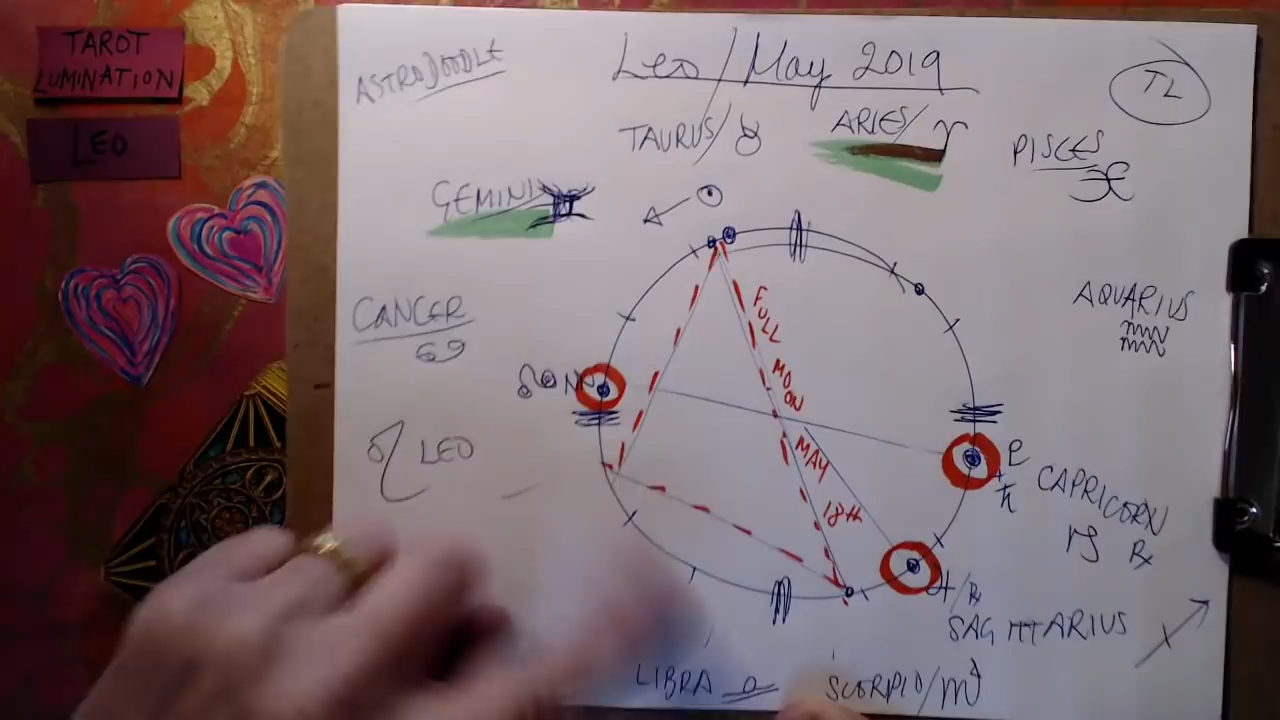 TAROT
LUMINATION
LEO
ASTRODOODLE
Leo/May 2019
TL
TAURUS/♉
ARIES/♈
PISCES
♓
GEMINI ♊
☉
CANCER
♋
AQUARIUS
♒
FULL
MOON
MAY
18th
☊ NN
♌ LEO
P
+
♄
CAPRICORN
♑ ℞
♃/℞
SAGITTARIUS ♐
LIBRA ♎
SCORPIO/♏